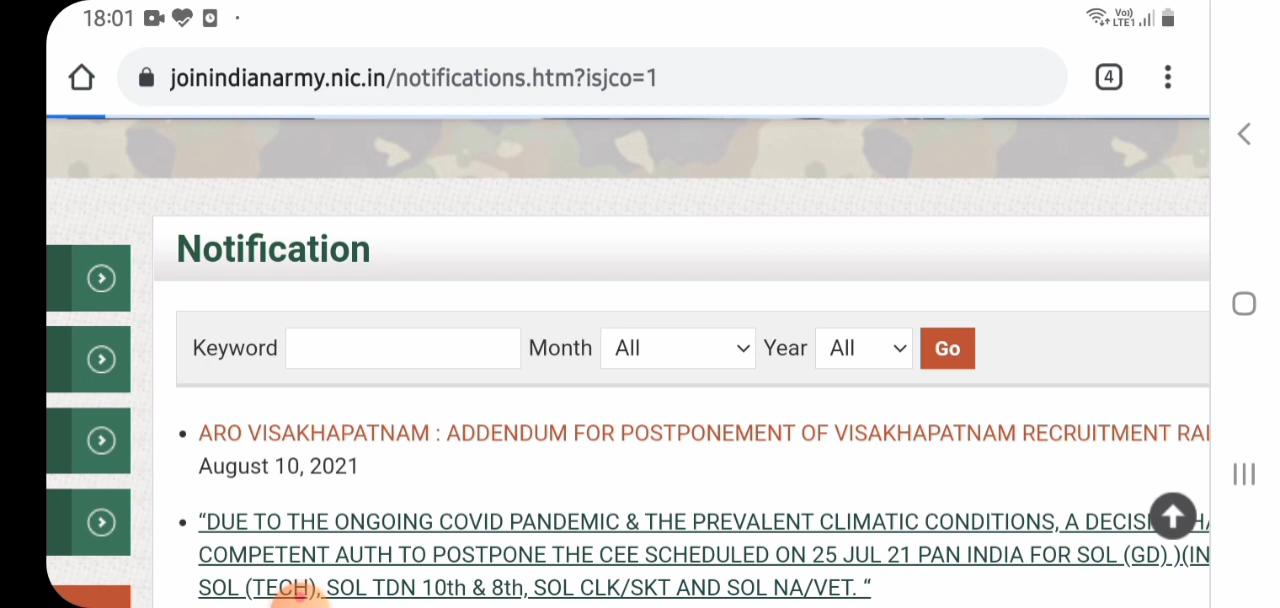 18:01
Vo)
LTE1
joinindianarmy.nic.in/notifications.htm?isjco=1
4
Notification
Keyword Month All Year All Go
ARO VISAKHAPATNAM : ADDENDUM FOR POSTPONEMENT OF VISAKHAPATNAM RECRUITMENT
August 10, 2021
“DUE TO THE ONGOING COVID PANDEMIC & THE PREVALENT CLIMATIC CONDITIONS, A
COMPETENT AUTH TO POSTPONE THE CEE SCHEDULED ON 25 JUL 21 PAN INDIA FOR SOL (GD) )(IN
SOL (TECH), SOL TDN 10th & 8th, SOL CLK/SKT AND SOL NA/VET. “